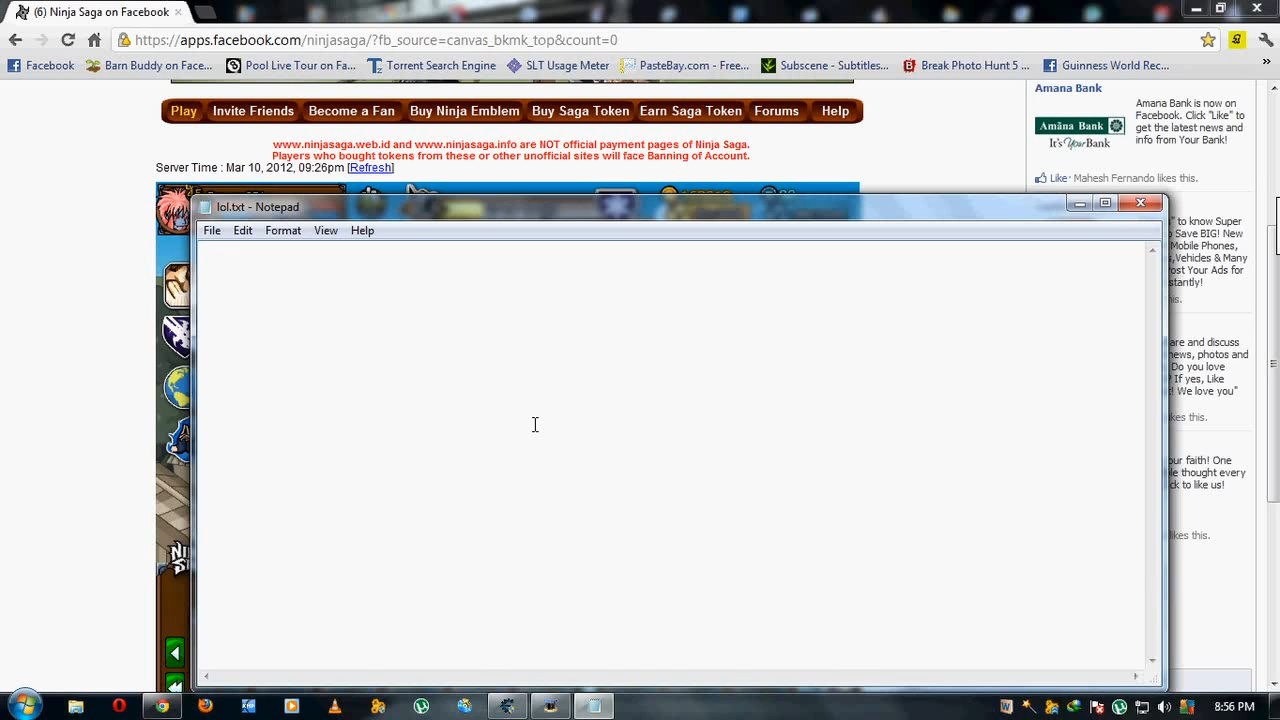 (6) Ninja Saga on Facebook
https://apps.facebook.com/ninjasaga/?fb_source=canvas_bkmk_top&count=0
Facebook Barn Buddy on Face... Pool Live Tour on Fa... Torrent Search Engine SLT Usage Meter PasteBay.com - Free... Subscene - Subtitles... Break Photo Hunt 5 ... Guinness World Rec... »
Play Invite Friends Become a Fan Buy Ninja Emblem Buy Saga Token Earn Saga Token Forums Help
www.ninjasaga.web.id and www.ninjasaga.info are NOT official payment pages of Ninja Saga.
Players who bought tokens from these or other unofficial sites will face Banning of Account.
Server Time : Mar 10, 2012, 09:26pm [Refresh]
lol.txt - Notepad
File Edit Format View Help
Amana Bank
Amãna Bank
It's Your Bank
Amana Bank is now on
Facebook. Click "Like" to
get the latest news and
info from Your Bank!
Like · Mahesh Fernando likes this.
" to know Super
Save BIG! New
Mobile Phones,
,Vehicles & Many
ost Your Ads for
stantly!
is.
are and discuss
news, photos and
Do you love
? If yes, Like
! We love you"
ikes this.
our faith! One
le thought every
ck to like us!
likes this.
8:56 PM